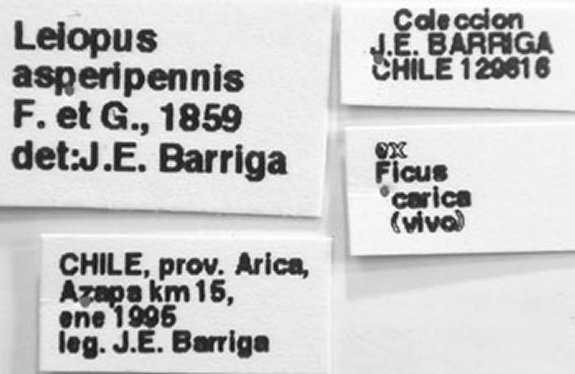 Leiopus
asperipennis
F. et G., 1859
det:J.E. Barriga
Coleccion
J.E. BARRIGA
CHILE 129616
ex
Ficus
carica
(vivo)
CHILE, prov. Arica,
Azapa km 15,
ene 1995
leg. J.E. Barriga